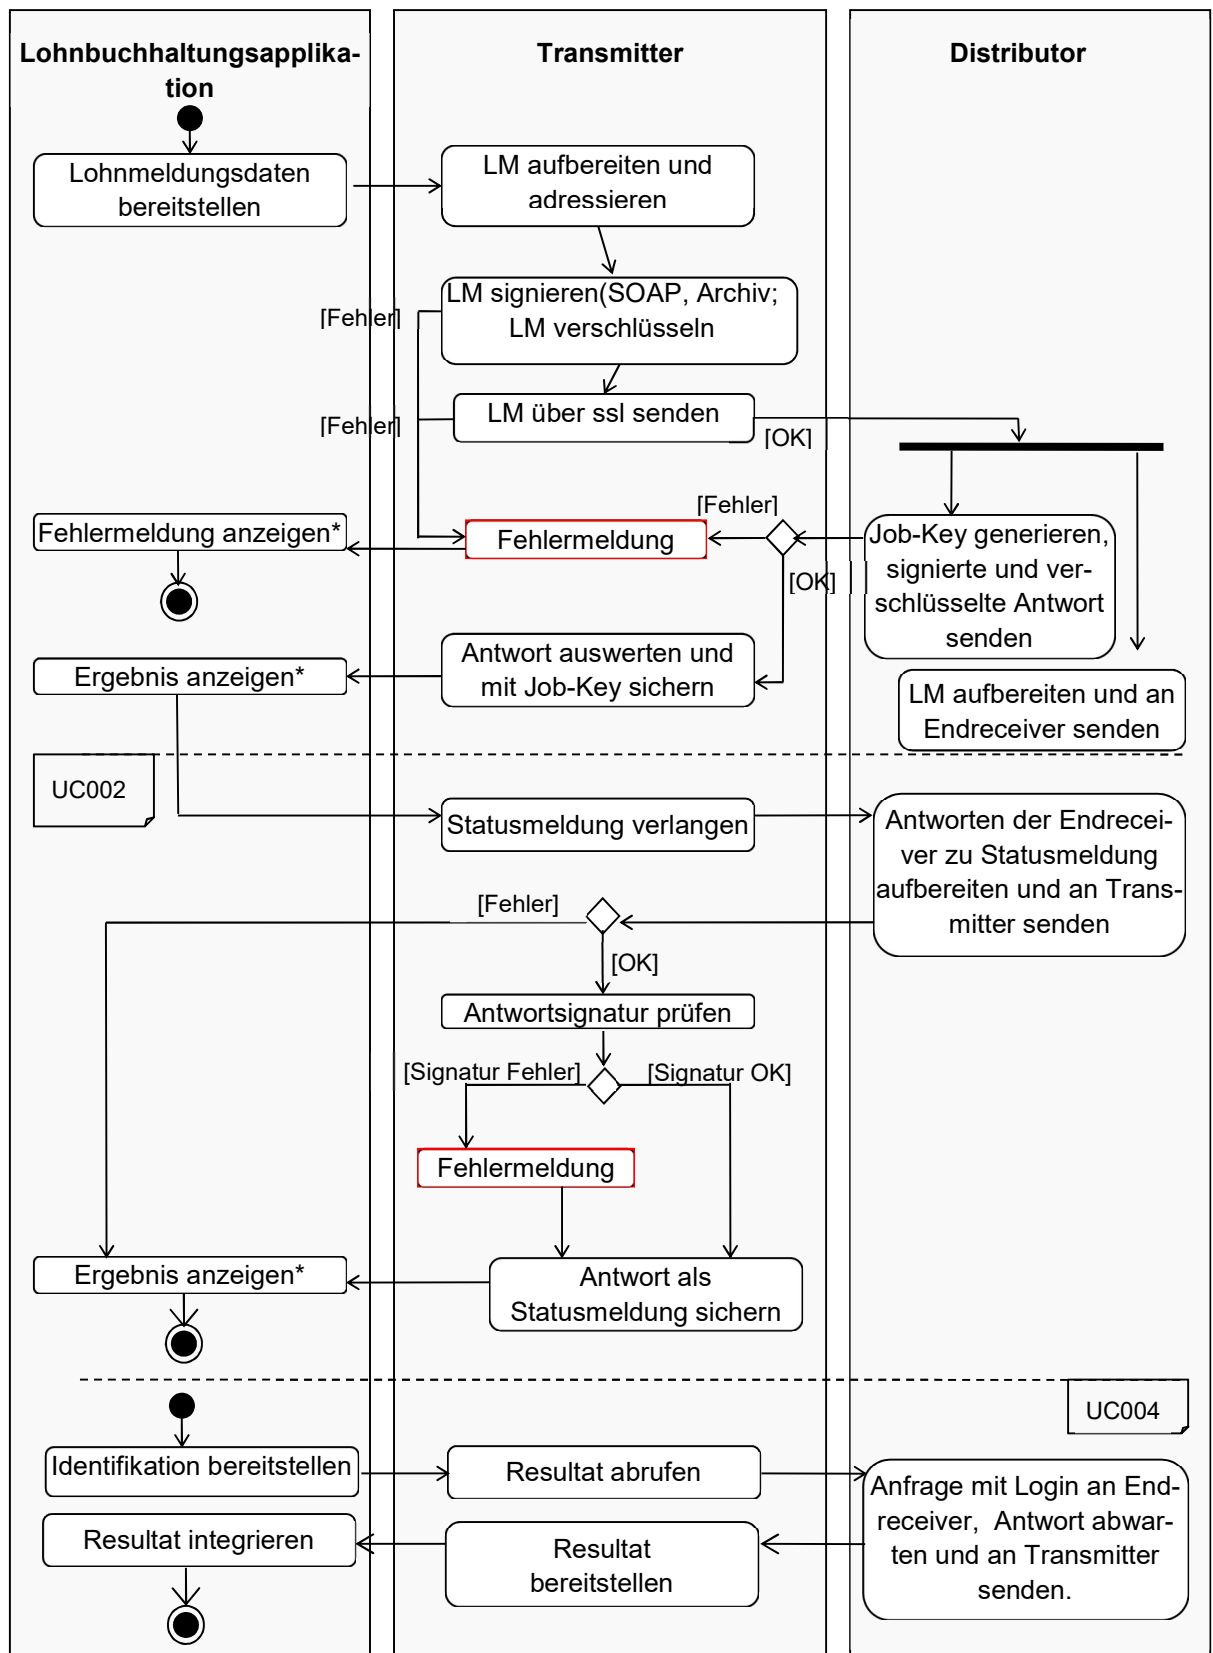 Lohnbuchhaltungsapplika-
tion
Transmitter
Distributor
Lohnmeldungsdaten
bereitstellen
LM aufbereiten und
adressieren
LM signieren(SOAP, Archiv;
LM verschlüsseln
[Fehler]
LM über ssl senden
[Fehler]
[OK]
[Fehler]
Fehlermeldung anzeigen*
Fehlermeldung
[OK]
Job-Key generieren,
signierte und ver-
schlüsselte Antwort
senden
Ergebnis anzeigen*
Antwort auswerten und
mit Job-Key sichern
LM aufbereiten und an
Endreceiver senden
UC002
Statusmeldung verlangen
Antworten der Endrecei-
ver zu Statusmeldung
aufbereiten und an Trans-
mitter senden
[Fehler]
[OK]
Antwortsignatur prüfen
[Signatur Fehler]
[Signatur OK]
Fehlermeldung
Ergebnis anzeigen*
Antwort als
Statusmeldung sichern
UC004
Identifikation bereitstellen
Resultat abrufen
Anfrage mit Login an End-
receiver, Antwort abwar-
ten und an Transmitter
senden.
Resultat integrieren
Resultat
bereitstellen